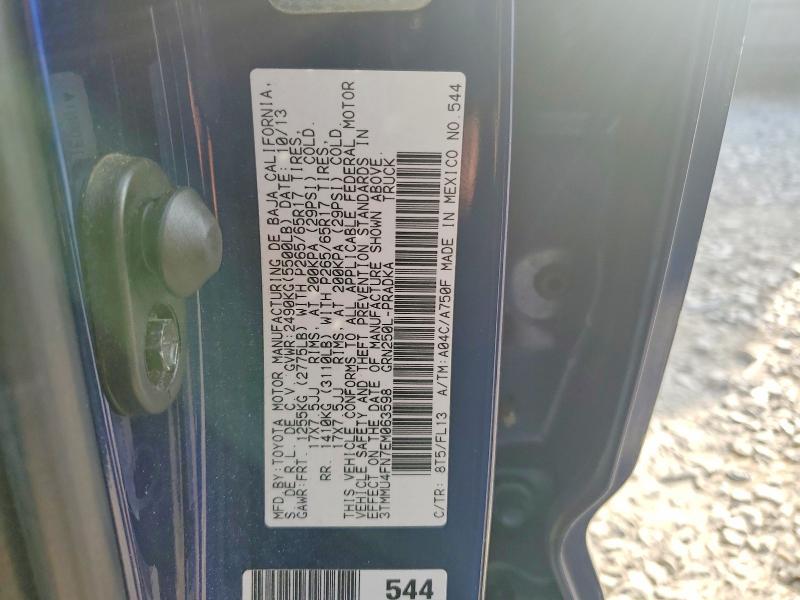 MFD.BY:TOYOTA MOTOR MANUFACTURING DE BAJA CALIFORNIA,
S. DE R.L. DE C.V. GVWR:2490KG(5500LB) DATE: 10/13
GAWR:FRT. 1255KG (2775LB) WITH P265/65R17 TIRES,
17X7.5JJ RIMS, AT 200KPA (29PSI) COLD.
RR. 1410KG (3110LB) WITH P265/65R17 TIRES,
17X7.5JJ RIMS, AT 200KPA (29PSI) COLD.
THIS VEHICLE CONFORMS TO ALL APPLICABLE FEDERAL MOTOR
VEHICLE SAFETY AND THEFT PREVENTION STANDARDS IN
EFFECT ON THE DATE OF MANUFACTURE SHOWN ABOVE.
3TMMU4FN7EM063598 GRN250L-PRADKA TRUCK
C/TR: 8T5/FL13 A/TM:A04C/A750F MADE IN MEXICO NO.544
544